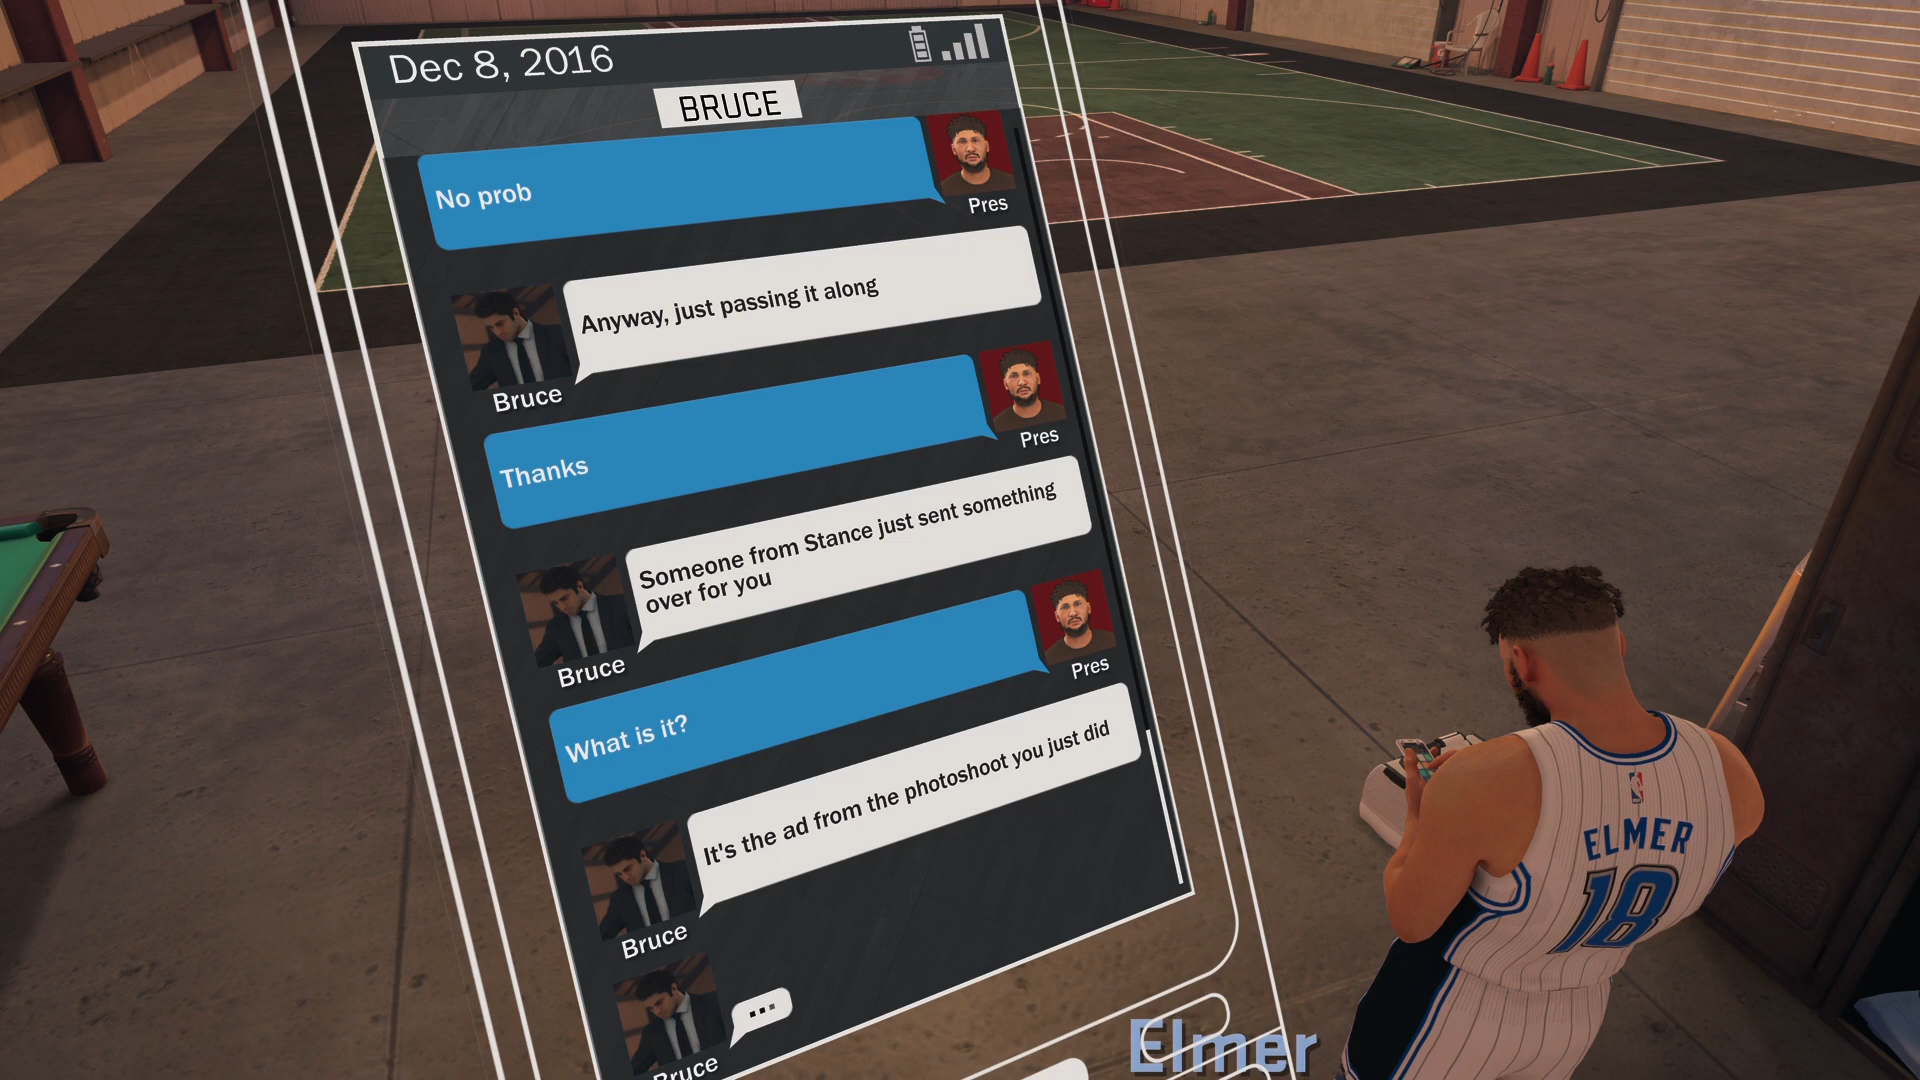 Dec 8, 2016
BRUCE
No prob
Pres
Anyway, just passing it along
Bruce
Thanks
Pres
Someone from Stance just sent something
over for you
Bruce
What is it?
Pres
It's the ad from the photoshoot you just did
Bruce
...
Bruce
ELMER
18
Elmer